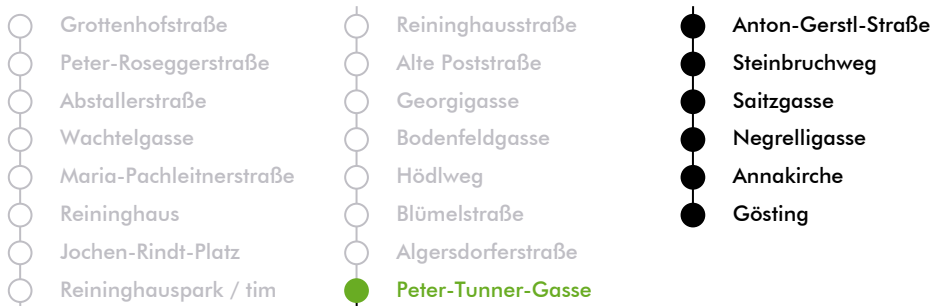 Grottenhofstraße
Peter-Roseggerstraße
Abstallerstraße
Wachtelgasse
Maria-Pachleitnerstraße
Reininghaus
Jochen-Rindt-Platz
Reininghauspark / tim
Reininghausstraße
Alte Poststraße
Georgigasse
Bodenfeldgasse
Hödlweg
Blümelstraße
Algersdorferstraße
Peter-Tunner-Gasse
Anton-Gerstl-Straße
Steinbruchweg
Saitzgasse
Negrelligasse
Annakirche
Gösting